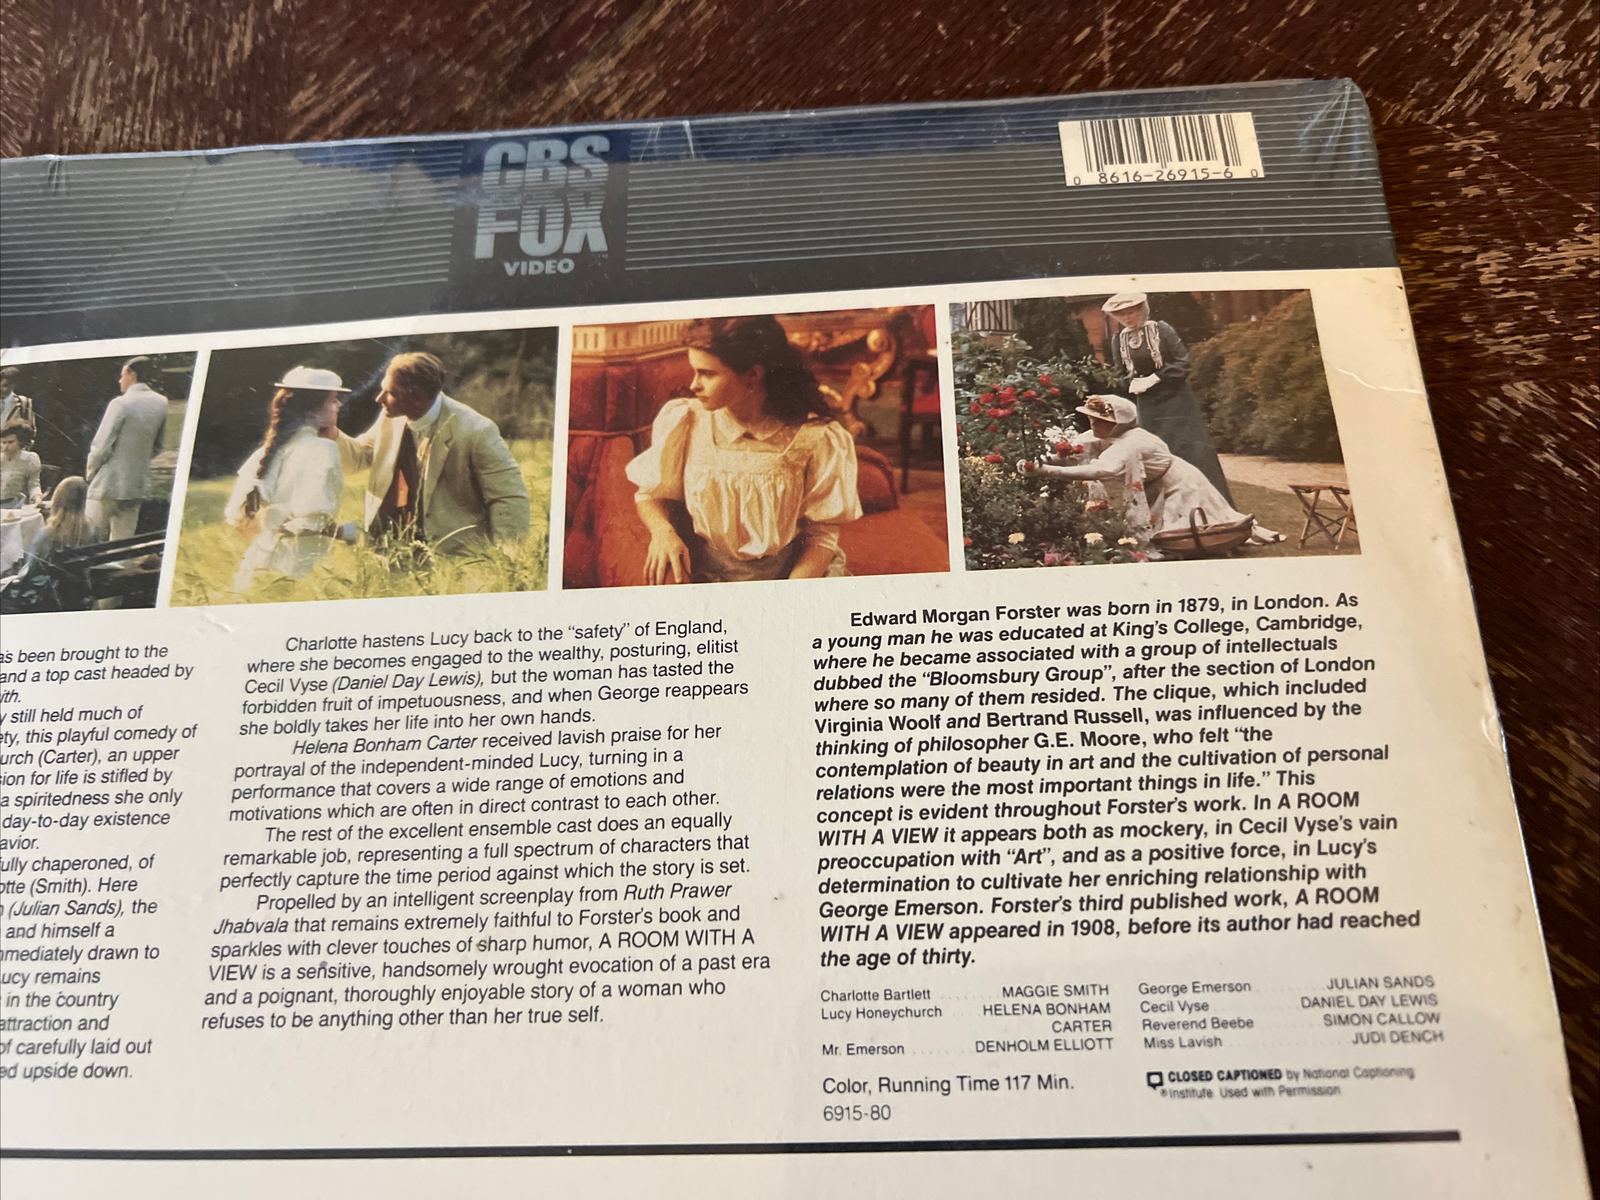 CBS
FOX
VIDEO
0 8616-26915-6 0
as been brought to the
and a top cast headed by
ith.
y still held much of
ety, this playful comedy of
urch (Carter), an upper
sion for life is stifled by
a spiritedness she only
day-to-day existence
avior.
fully chaperoned, of
otte (Smith). Here
(Julian Sands), the
and himself a
mmediately drawn to
ucy remains
in the country
attraction and
of carefully laid out
ed upside down.
Charlotte hastens Lucy back to the "safety" of England,
where she becomes engaged to the wealthy, posturing, elitist
Cecil Vyse (Daniel Day Lewis), but the woman has tasted the
forbidden fruit of impetuousness, and when George reappears
she boldly takes her life into her own hands.
Helena Bonham Carter received lavish praise for her
portrayal of the independent-minded Lucy, turning in a
performance that covers a wide range of emotions and
motivations which are often in direct contrast to each other.
The rest of the excellent ensemble cast does an equally
remarkable job, representing a full spectrum of characters that
perfectly capture the time period against which the story is set.
Propelled by an intelligent screenplay from Ruth Prawer
Jhabvala that remains extremely faithful to Forster's book and
sparkles with clever touches of sharp humor, A ROOM WITH A
VIEW is a sensitive, handsomely wrought evocation of a past era
and a poignant, thoroughly enjoyable story of a woman who
refuses to be anything other than her true self.
Edward Morgan Forster was born in 1879, in London. As
a young man he was educated at King's College, Cambridge,
where he became associated with a group of intellectuals
dubbed the "Bloomsbury Group", after the section of London
where so many of them resided. The clique, which included
Virginia Woolf and Bertrand Russell, was influenced by the
thinking of philosopher G.E. Moore, who felt "the
contemplation of beauty in art and the cultivation of personal
relations were the most important things in life." This
concept is evident throughout Forster's work. In A ROOM
WITH A VIEW it appears both as mockery, in Cecil Vyse's vain
preoccupation with "Art", and as a positive force, in Lucy's
determination to cultivate her enriching relationship with
George Emerson. Forster's third published work, A ROOM
WITH A VIEW appeared in 1908, before its author had reached
the age of thirty.
Charlotte Bartlett ........ MAGGIE SMITH
Lucy Honeychurch .... HELENA BONHAM
CARTER
Mr. Emerson ........ DENHOLM ELLIOTT
George Emerson ........ JULIAN SANDS
Cecil Vyse ........ DANIEL DAY LEWIS
Reverend Beebe ........ SIMON CALLOW
Miss Lavish ........ JUDI DENCH
Color, Running Time 117 Min.
6915-80
CLOSED CAPTIONED by National Captioning
® Institute. Used with Permission